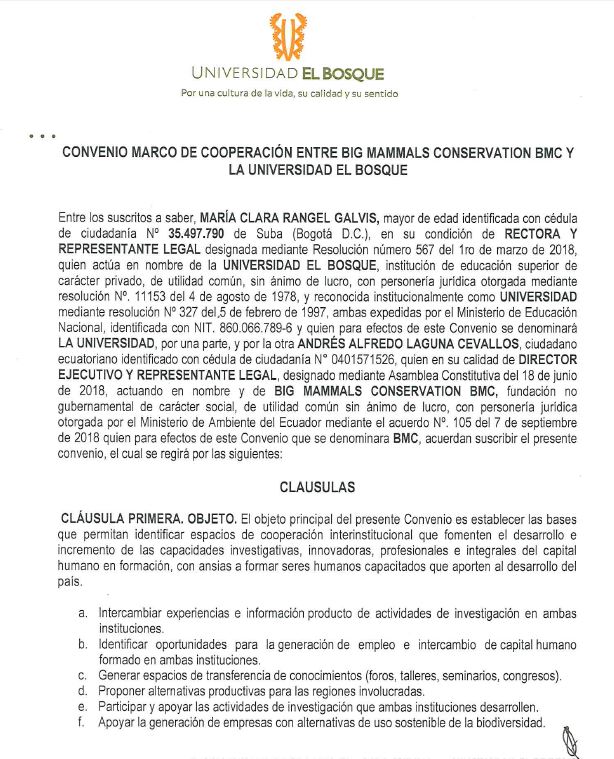 UNIVERSIDAD EL BOSQUE
Por una cultura de la vida, su calidad y su sentido
CONVENIO MARCO DE COOPERACIÓN ENTRE BIG MAMMALS CONSERVATION BMC Y
LA UNIVERSIDAD EL BOSQUE
Entre los suscritos a saber, MARÍA CLARA RANGEL GALVIS, mayor de edad identificada con cédula
de ciudadanía Nº 35.497.790 de Suba (Bogotá D.C.), en su condición de RECTORA Y
REPRESENTANTE LEGAL designada mediante Resolución número 567 del 1ro de marzo de 2018,
quien actúa en nombre de la UNIVERSIDAD EL BOSQUE, institución de educación superior de
carácter privado, de utilidad común, sin ánimo de lucro, con personería jurídica otorgada mediante
resolución Nº. 11153 del 4 de agosto de 1978, y reconocida institucionalmente como UNIVERSIDAD
mediante resolución Nº 327 del,5 de febrero de 1997, ambas expedidas por el Ministerio de Educación
Nacional, identificada con NIT. 860.066.789-6 y quien para efectos de este Convenio se denominará
LA UNIVERSIDAD, por una parte, y por la otra ANDRÉS ALFREDO LAGUNA CEVALLOS, ciudadano
ecuatoriano identificado con cédula de ciudadanía N° 0401571526, quien en su calidad de DIRECTOR
EJECUTIVO Y REPRESENTANTE LEGAL, designado mediante Asamblea Constitutiva del 18 de junio
de 2018, actuando en nombre y de BIG MAMMALS CONSERVATION BMC, fundación no
gubernamental de carácter social, de utilidad común sin ánimo de lucro, con personería jurídica
otorgada por el Ministerio de Ambiente del Ecuador mediante el acuerdo Nº. 105 del 7 de septiembre
de 2018 quien para efectos de este Convenio que se denominara BMC, acuerdan suscribir el presente
convenio, el cual se regirá por las siguientes:
CLAUSULAS
CLÁUSULA PRIMERA. OBJETO. El objeto principal del presente Convenio es establecer las bases
que permitan identificar espacios de cooperación interinstitucional que fomenten el desarrollo e
incremento de las capacidades investigativas, innovadoras, profesionales e integrales del capital
humano en formación, con ansias a formar seres humanos capacitados que aporten al desarrollo del
país.
a. Intercambiar experiencias e información producto de actividades de investigación en ambas
instituciones.
b. Identificar oportunidades para la generación de empleo e intercambio de capital humano
formado en ambas instituciones.
c. Generar espacios de transferencia de conocimientos (foros, talleres, seminarios, congresos).
d. Proponer alternativas productivas para las regiones involucradas.
e. Participar y apoyar las actividades de investigación que ambas instituciones desarrollen.
f. Apoyar la generación de empresas con alternativas de uso sostenible de la biodiversidad.